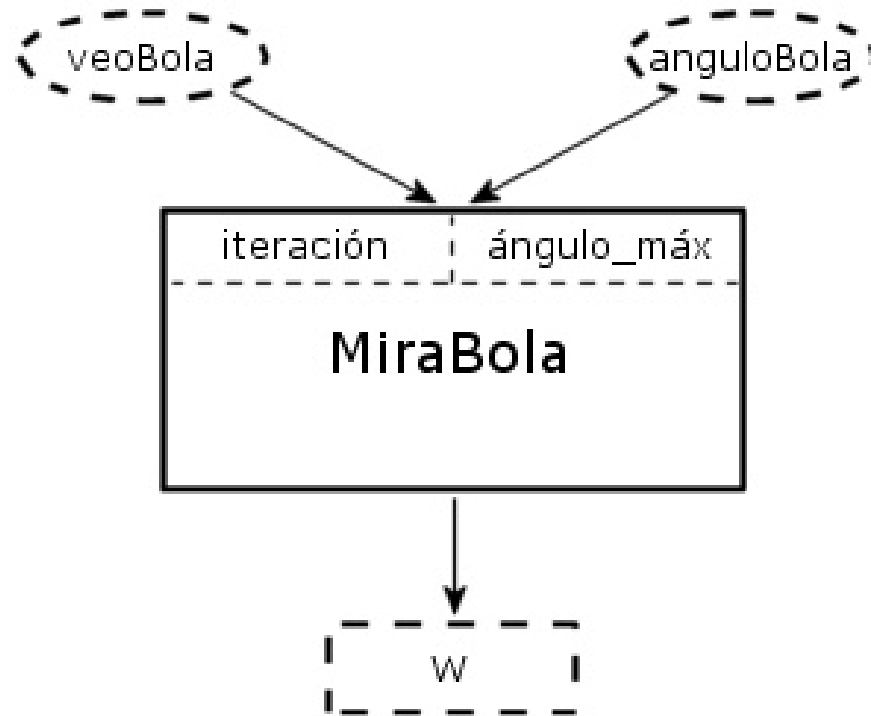 veoBola
anguloBola
iteración
ángulo_máx
MiraBola
w